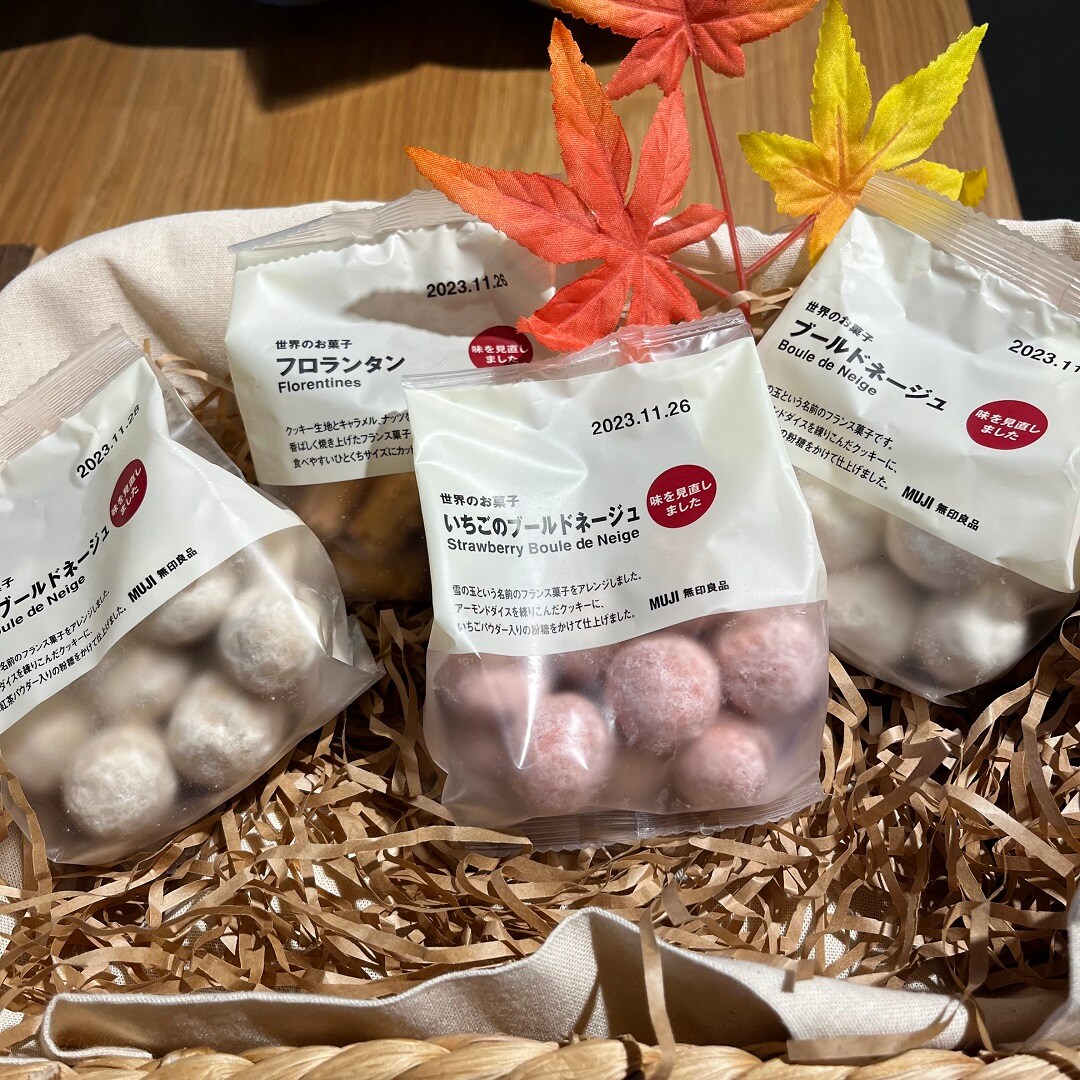 2023.11.26
世界のお菓子
フロランタン
Florentines
味を見直し
ました
クッキー生地とキャラメル、ナッツを
香ばしく焼き上げたフランス菓子
食べやすいひとくちサイズにカッ
2023.11.26
世界のお菓子
いちごのブールドネージュ
Strawberry Boule de Neige
味を見直し
ました
雪の玉という名前のフランス菓子をアレンジしました。
アーモンドダイスを練りこんだクッキーに、
いちごパウダー入りの粉糖をかけて仕上げました。
MUJI 無印良品
2023.11.28
味を見直し
ました
菓子
ブールドネージュ
oule de Neige
名前のフランス菓子をアレンジしました。
ダイスを練りこんだクッキーに、
紅茶パウダー入りの粉糖をかけて仕上げました。
MUJI 無印良品
2023.11
世界のお菓子
ブールドネージュ
Boule de Neige
味を見直し
ました
の玉という名前のフランス菓子です。
ーモンドダイスを練りこんだクッキーに、
の粉糖をかけて仕上げました。
MUJI 無印良品